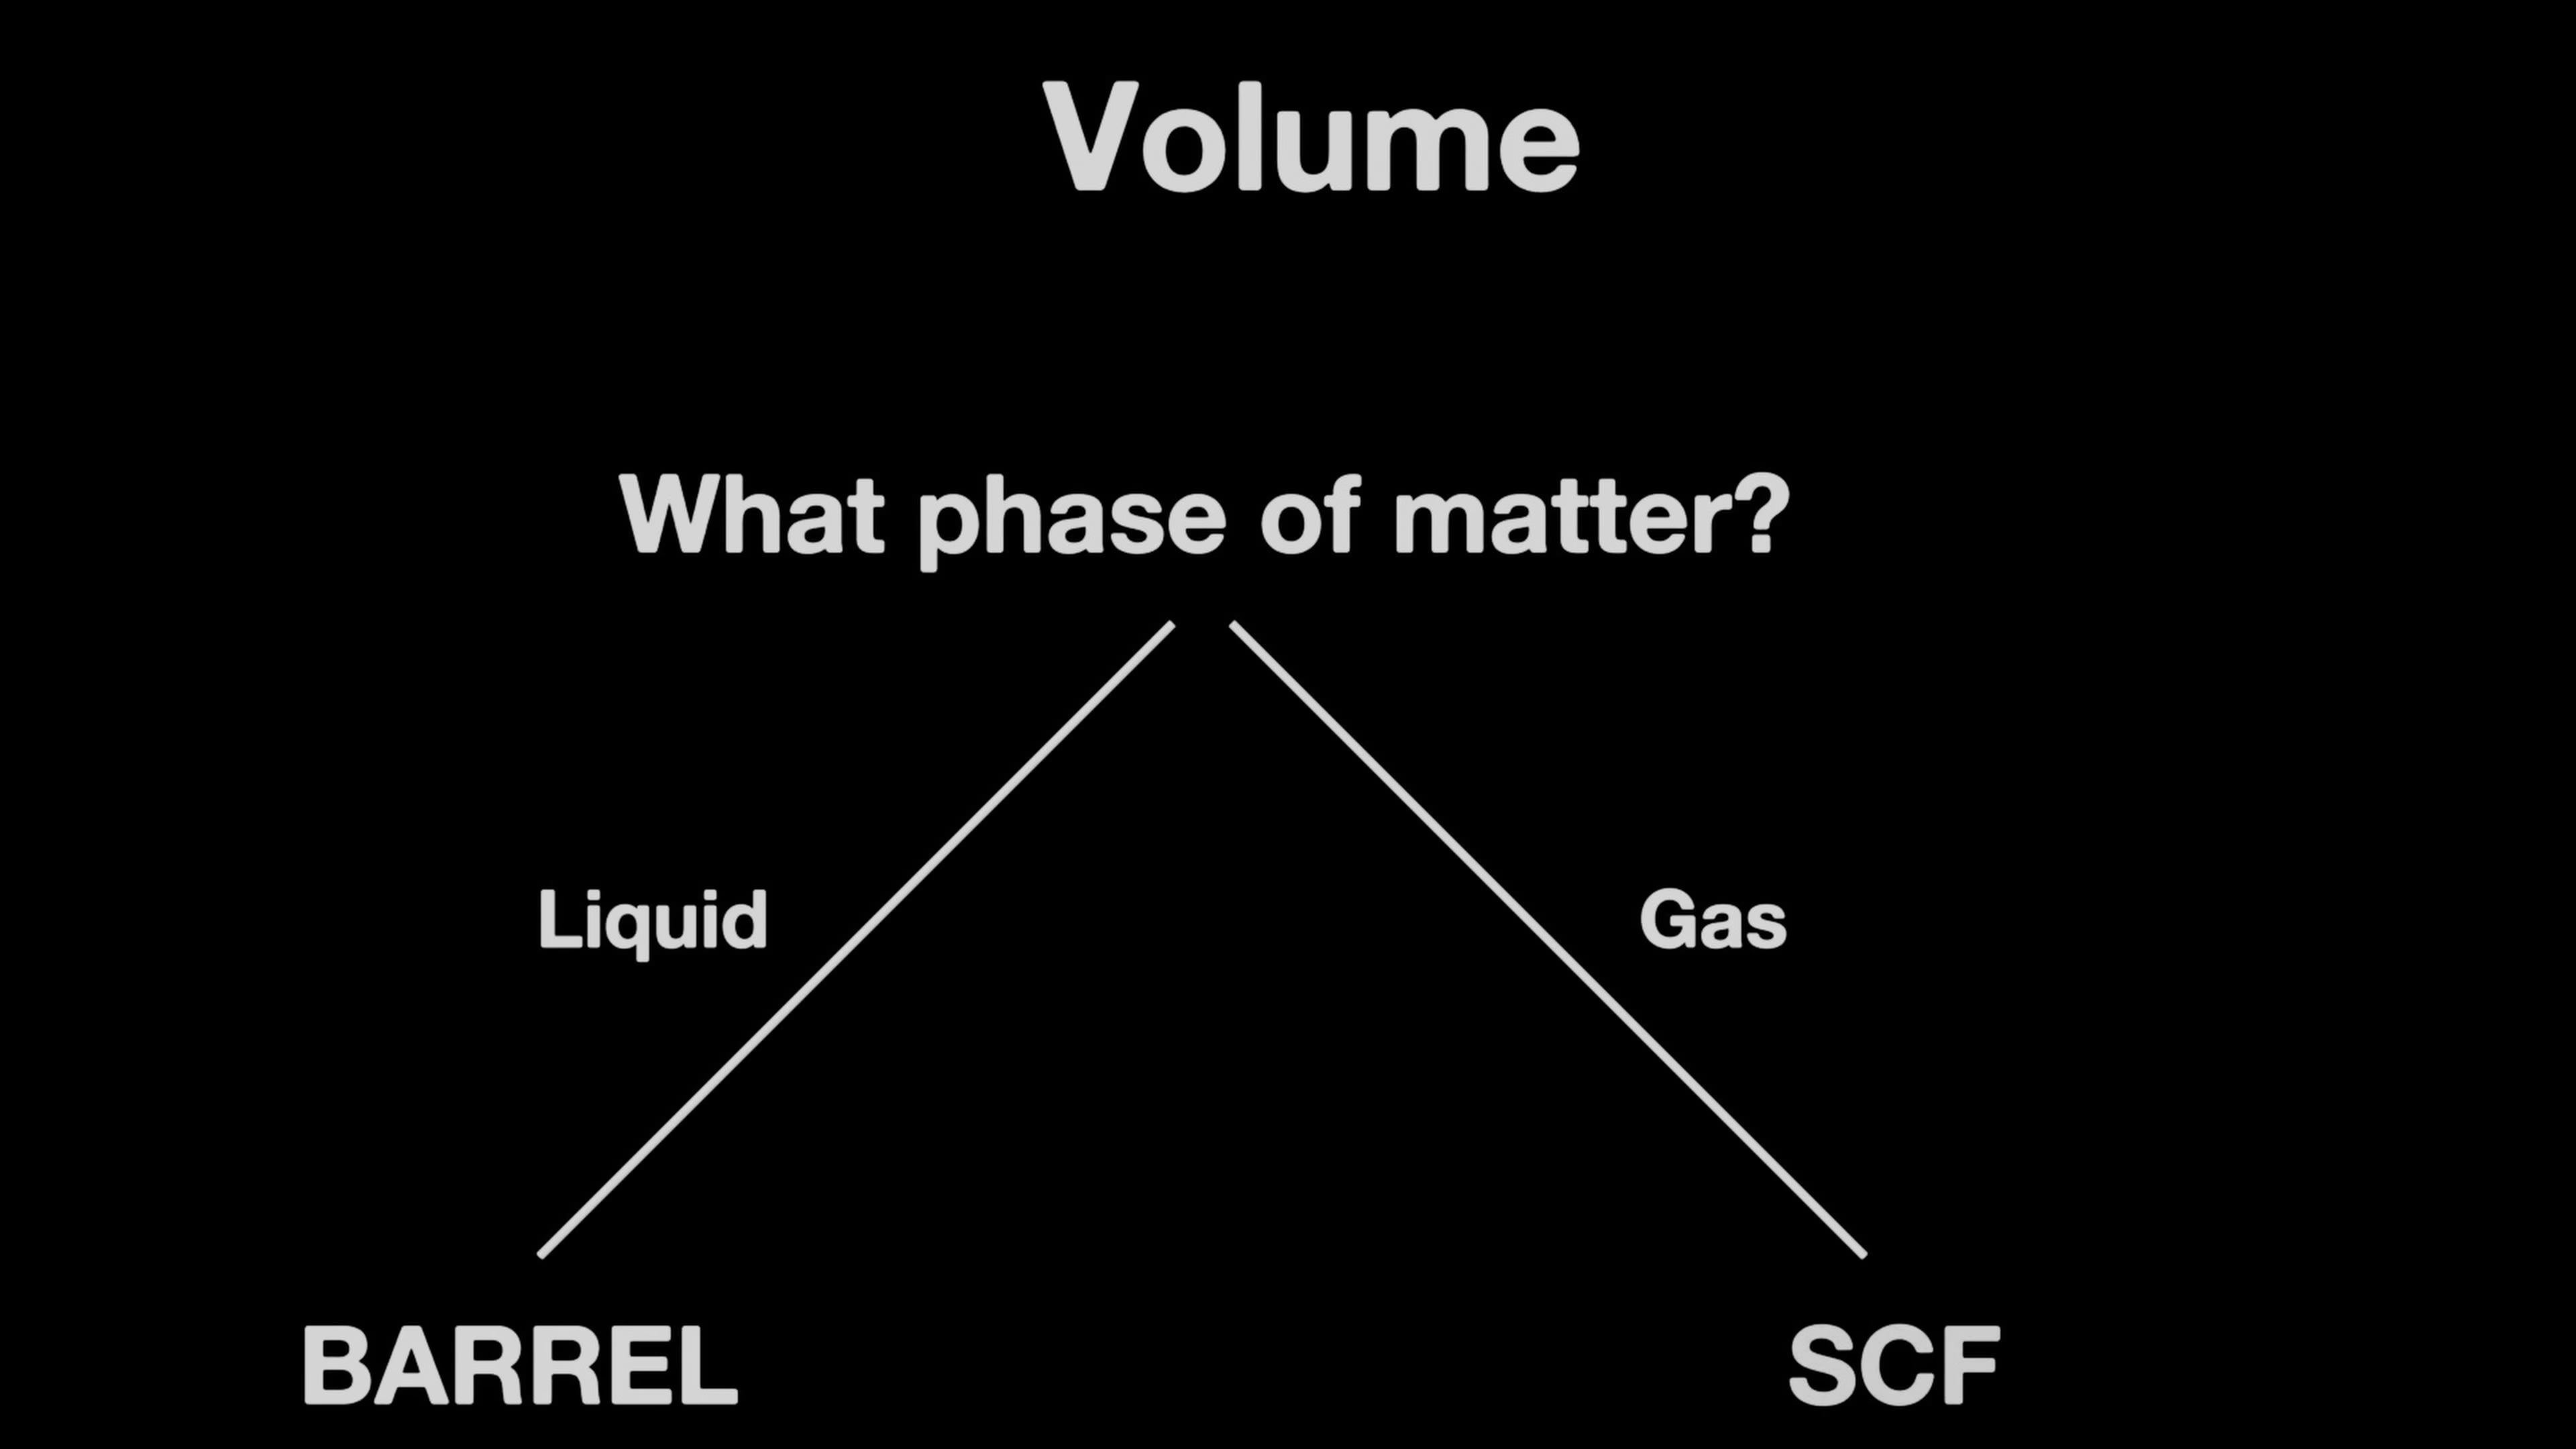 Volume
What phase of matter?
Liquid
Gas
BARREL
SCF